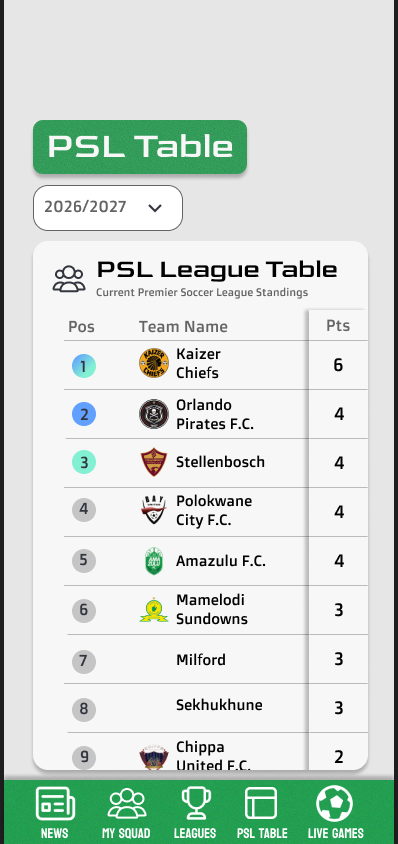 PSL Table
2026/2027
PSL League Table
Current Premier Soccer League Standings
Pos Team Name Pts
1 KAIZER CHIEFS Kaizer Chiefs 6
2 Orlando Pirates F.C. 4
3 Stellenbosch 4
4 Polokwane City F.C. 4
5 Amazulu F.C. 4
6 Mamelodi Sundowns 3
7 Milford 3
8 Sekhukhune 3
9 Chippa United F.C. 2
NEWS MY SQUAD LEAGUES PSL TABLE LIVE GAMES